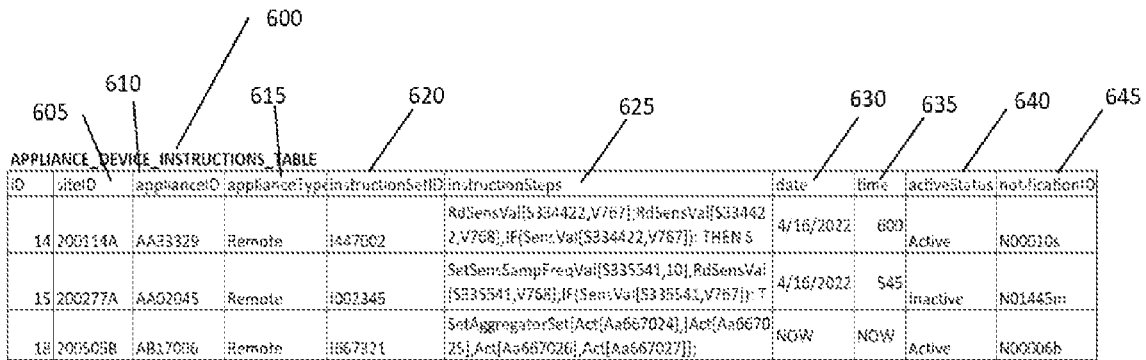 600
605 610 615 620 625 630 635 640 645
APPLIANCE_DEVICE_INSTRUCTIONS_TABLE
ID siteID applianceID applianceType instructionSetID instructionSteps date time activeStatus notificationID
RdSensVal[S334422,V767];RdSensVal[S33442
14 200114A AA33329 Remote I447002 2,V768],IF{SensVal[S334422,V767]}: THEN S 4/16/2022 600 Active N00010s
SetSensSampFreqVal[S335541,10],RdSensVal
15 200277A AA02045 Remote I002345 [S335541,V768];IF{SensVal[S335541,V767]}: T 4/16/2022 545 Inactive N01445m
SetAggregatorSet[Act[Aa667024],]Act[Aa6670
18 200505B AB17006 Remote I667321 25],Act[Aa667026],Act[Aa667027]]; NOW NOW Active N00006h